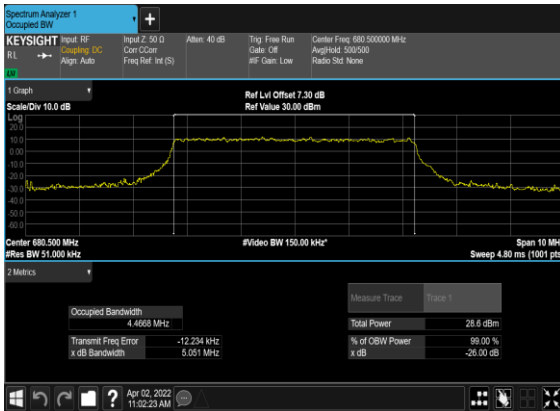 Spectrum Analyzer 1
Occupied BW
KEYSIGHT
RL
Input: RF
Coupling: DC
Align: Auto
Input Z: 50 Ω
Corr CCorr
Freq Ref: Int (S)
Atten: 40 dB
Trig: Free Run
Gate: Off
#IF Gain: Low
Center Freq: 680.500000 MHz
Avg|Hold: 500/500
Radio Std: None
LW
1 Graph
Scale/Div 10.0 dB
Ref Lvl Offset 7.30 dB
Ref Value 30.00 dBm
Log
20.0
10.0
0.00
-10.0
-20.0
-30.0
-40.0
-50.0
-60.0
Center 680.500 MHz
#Res BW 51.000 kHz
#Video BW 150.00 kHz*
Span 10 MH
Sweep 4.80 ms (1001 pts
2 Metrics
Measure Trace
Trace 1
Occupied Bandwidth
4.4668 MHz
Total Power
28.6 dBm
Transmit Freq Error
-12.234 kHz
% of OBW Power
99.00 %
x dB Bandwidth
5.051 MHz
x dB
-26.00 dB
Apr 02, 2022
11:02:23 AM